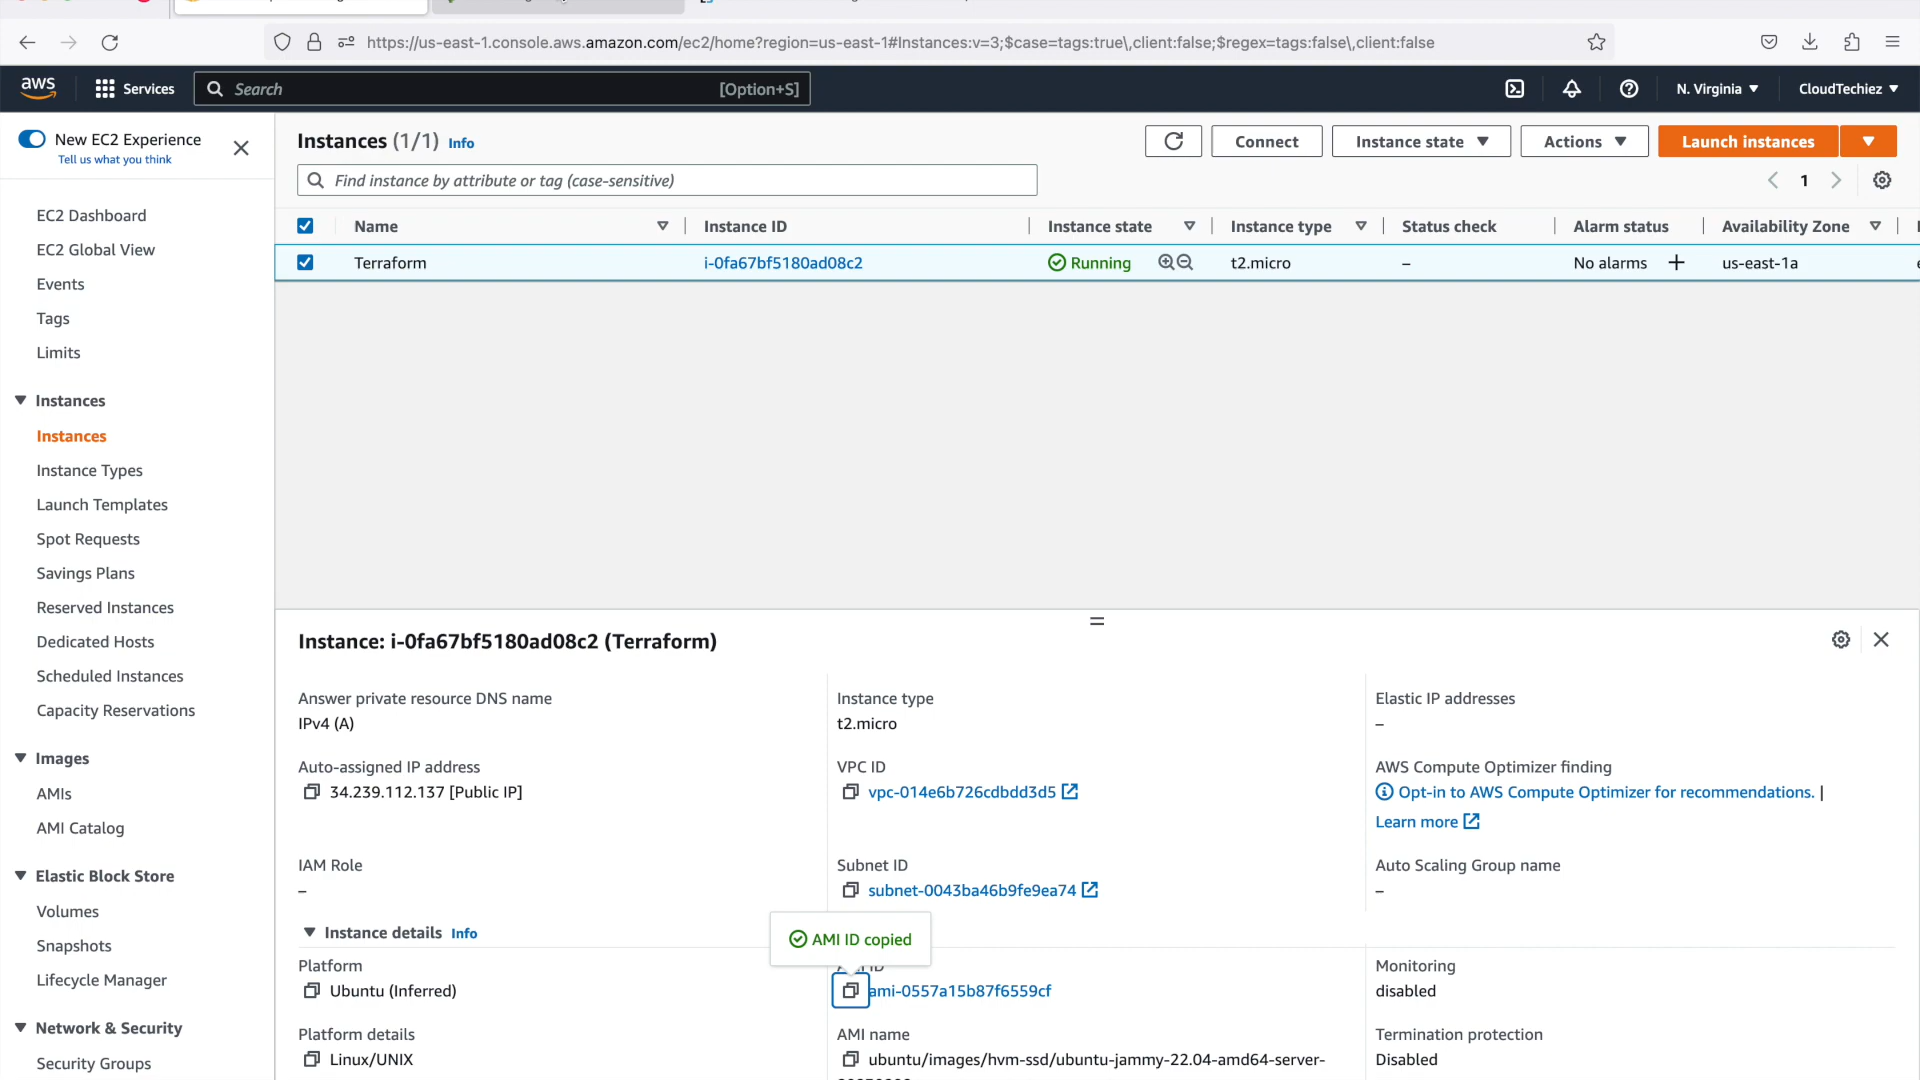 https://us-east-1.console.aws.amazon.com/ec2/home?region=us-east-1#Instances:v=3;$case=tags:true\,client:false;$regex=tags:false\,client:false
aws Services Search [Option+S] N. Virginia CloudTechiez
New EC2 Experience
Tell us what you think
EC2 Dashboard
EC2 Global View
Events
Tags
Limits
Instances
Instances
Instance Types
Launch Templates
Spot Requests
Savings Plans
Reserved Instances
Dedicated Hosts
Scheduled Instances
Capacity Reservations
Images
AMIs
AMI Catalog
Elastic Block Store
Volumes
Snapshots
Lifecycle Manager
Network & Security
Security Groups
Instances (1/1) Info Connect Instance state Actions Launch instances
Find instance by attribute or tag (case-sensitive) 1
Name Instance ID Instance state Instance type Status check Alarm status Availability Zone
Terraform i-0fa67bf5180ad08c2 Running t2.micro – No alarms + us-east-1a
Instance: i-0fa67bf5180ad08c2 (Terraform)
Answer private resource DNS name Instance type Elastic IP addresses
IPv4 (A) t2.micro –
Auto-assigned IP address VPC ID AWS Compute Optimizer finding
34.239.112.137 [Public IP] vpc-014e6b726cdbdd3d5 Opt-in to AWS Compute Optimizer for recommendations. |
Learn more
IAM Role Subnet ID Auto Scaling Group name
– subnet-0043ba46b9fe9ea74 –
Instance details Info AMI ID copied
Platform Monitoring
Ubuntu (Inferred) ami-0557a15b87f6559cf disabled
Platform details AMI name Termination protection
Linux/UNIX ubuntu/images/hvm-ssd/ubuntu-jammy-22.04-amd64-server- Disabled